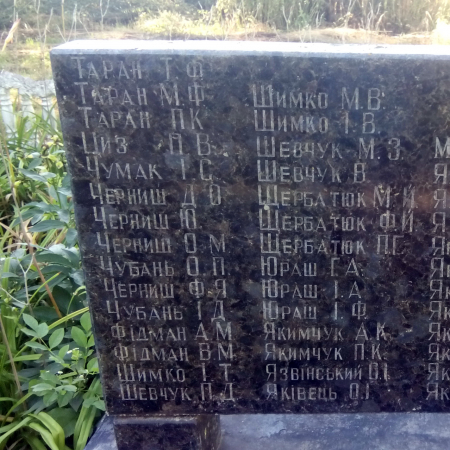 Таран Т.Ф.
Таран М.Ф.
Таран П.К.
Циз П.В.
Чумак І.С.
Черниш Д.О.
Черниш Ю.
Черниш О.М.
Чубань О.П.
Черниш Ф.Я.
Чубань І.Д.
Фідман А.М.
Фідман В.М.
Шимко І.Т.
Шевчук П.Д.
Шимко М.В.
Шимко І.В.
Шевчук М.З.
Шевчук В.
Щербатюк М.Й.
Щербатюк Ф.Й.
Щербатюк П.Г.
Юраш Г.А.
Юраш І.А.
Юраш І.Ф.
Якимчук А.К.
Якимчук П.К.
Язвінський О.І.
Яківець О.І.